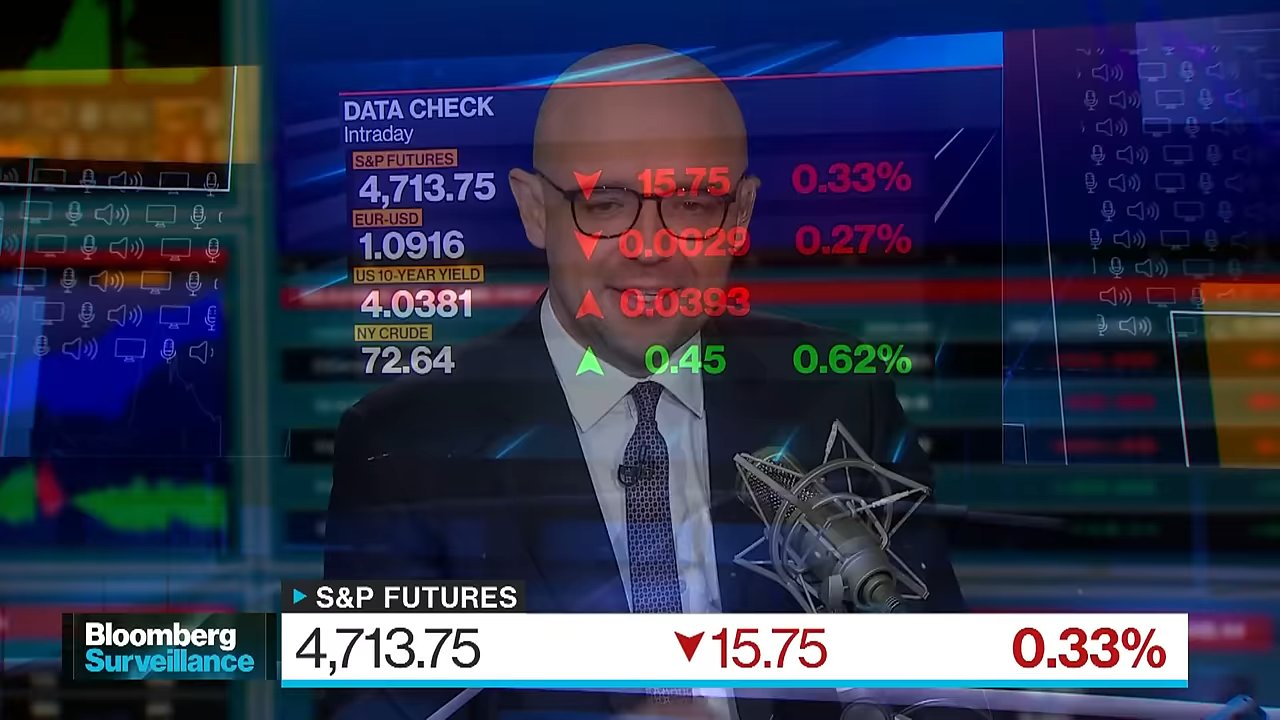 DATA CHECK
Intraday
S&P FUTURES
4,713.75 ▼ 15.75 0.33%
EUR-USD
1.0916 ▼ 0.0029 0.27%
US 10-YEAR YIELD
4.0381 ▲ 0.0393
NY CRUDE
72.64 ▲ 0.45 0.62%
S&P FUTURES
Bloomberg
Surveillance
4,713.75 ▼15.75 0.33%